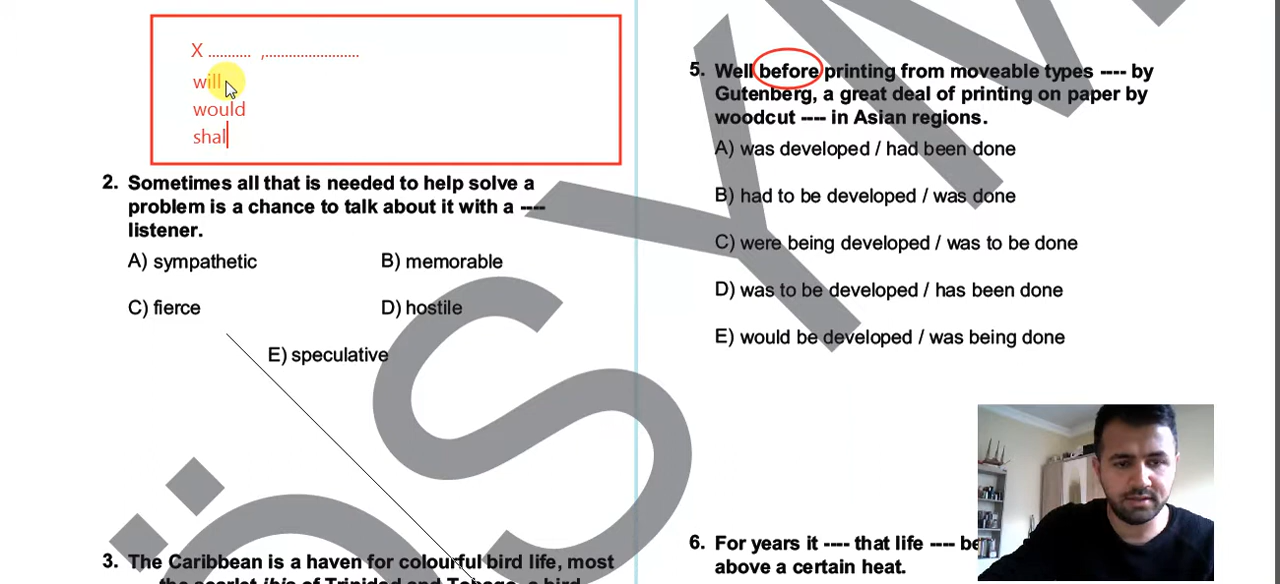 X ........... ,........................
will
would
shal
2. Sometimes all that is needed to help solve a
problem is a chance to talk about it with a ----
listener.
A) sympathetic
B) memorable
C) fierce
D) hostile
E) speculative
3. The Caribbean is a haven for colourful bird life, most
5. Well before printing from moveable types ---- by
Gutenberg, a great deal of printing on paper by
woodcut ---- in Asian regions.
A) was developed / had been done
B) had to be developed / was done
C) were being developed / was to be done
D) was to be developed / has been done
E) would be developed / was being done
6. For years it ---- that life ----
above a certain heat.